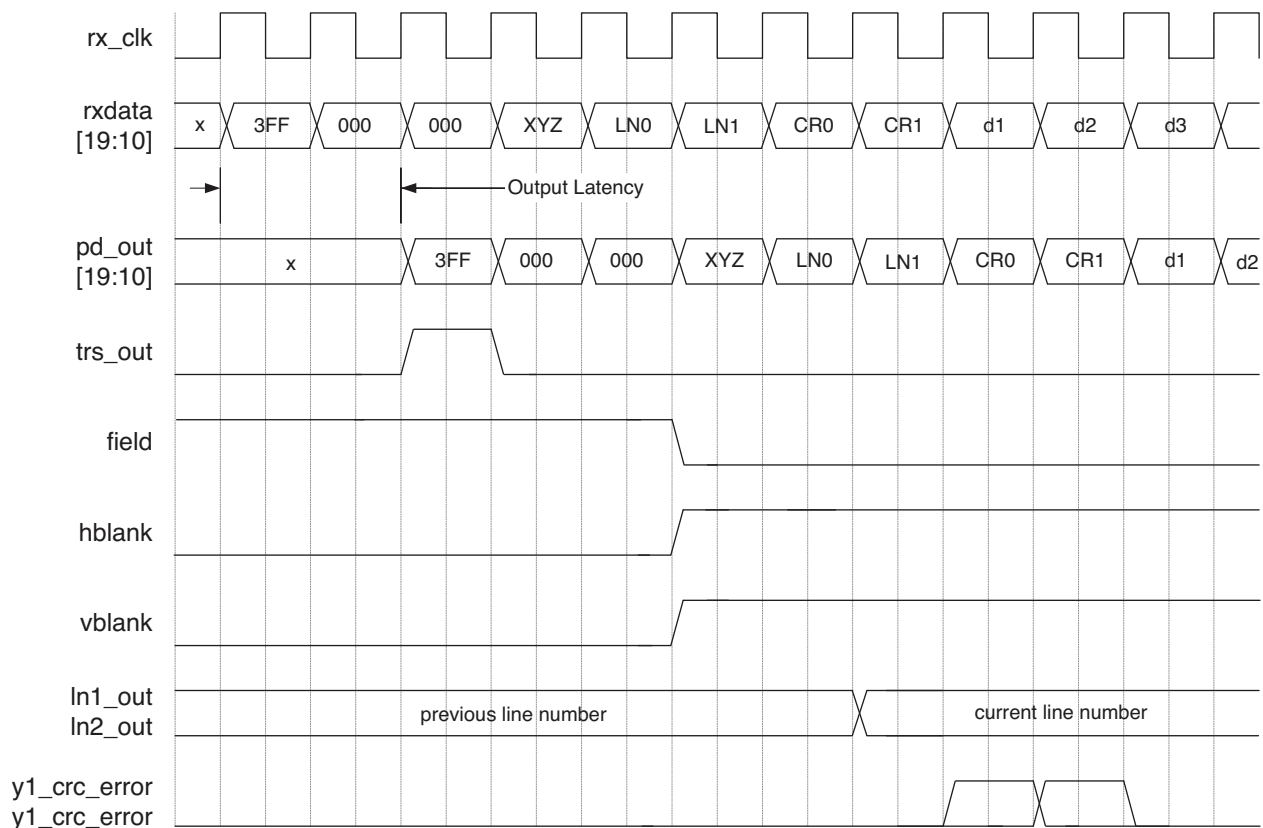 rx_clk
rxdata [19:10] x 3FF 000 000 XYZ LN0 LN1 CR0 CR1 d1 d2 d3
Output Latency
pd_out [19:10] x 3FF 000 000 XYZ LN0 LN1 CR0 CR1 d1 d2
trs_out
field
hblank
vblank
ln1_out
ln2_out
previous line number current line number
y1_crc_error
y1_crc_error